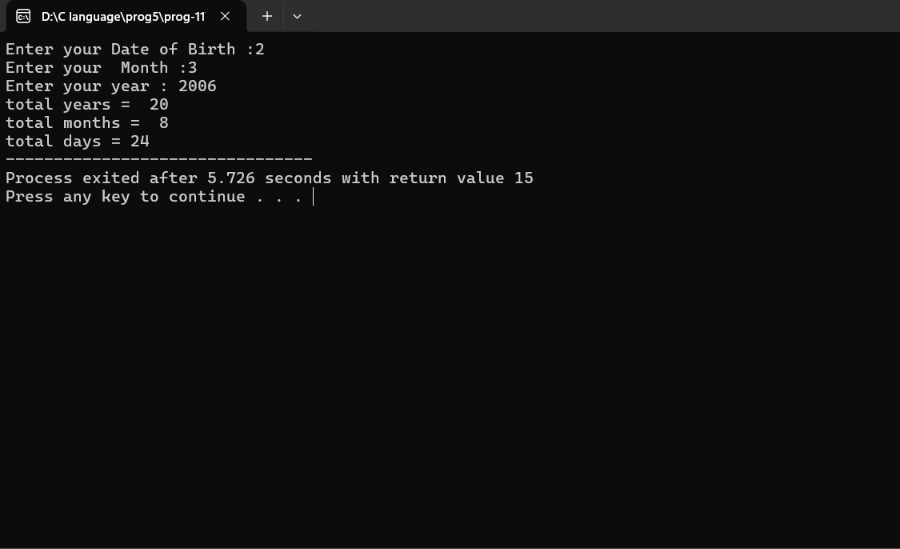 D:\C language\prog5\prog-11
Enter your Date of Birth :2
Enter your  Month :3
Enter your year : 2006
total years =  20
total months =  8
total days = 24
--------------------------------
Process exited after 5.726 seconds with return value 15
Press any key to continue . . .